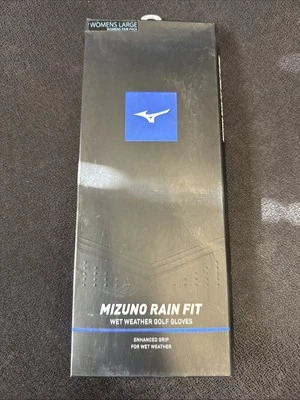 WOMENS LARGE
WOMENS PAIR PACK
MIZUNO RAIN FIT
WET WEATHER GOLF GLOVES
ENHANCED GRIP
FOR WET WEATHER